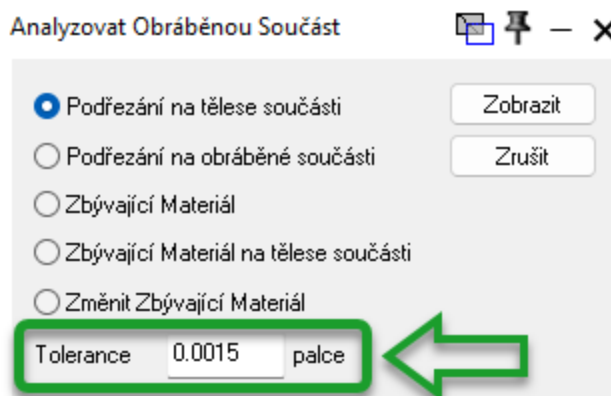 Analyzovat Obráběnou Součást
Podřezání na tělese součásti
Zobrazit
Podřezání na obráběné součásti
Zrušit
Zbývající Materiál
Zbývající Materiál na tělese součásti
Změnit Zbývající Materiál
Tolerance 0.0015 palce